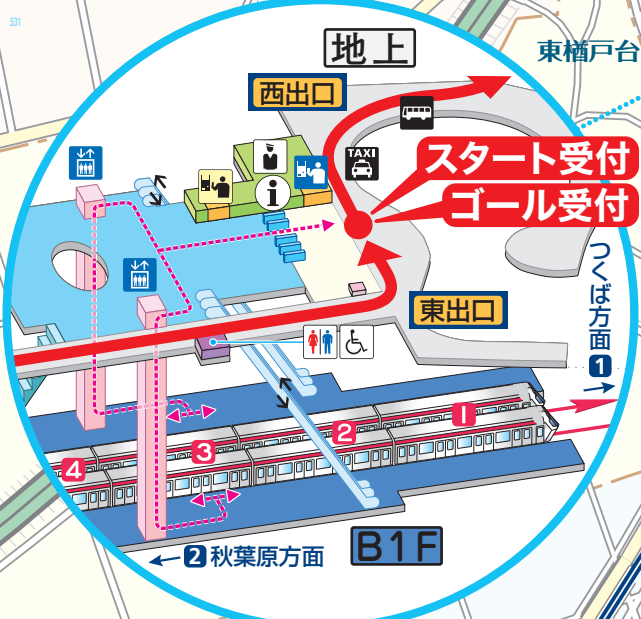 531
地上
東楢戸台
西出口
TAXI
スタート受付
ゴール受付
i
つくば方面1
東出口
1
2
3
4
2秋葉原方面
B1F